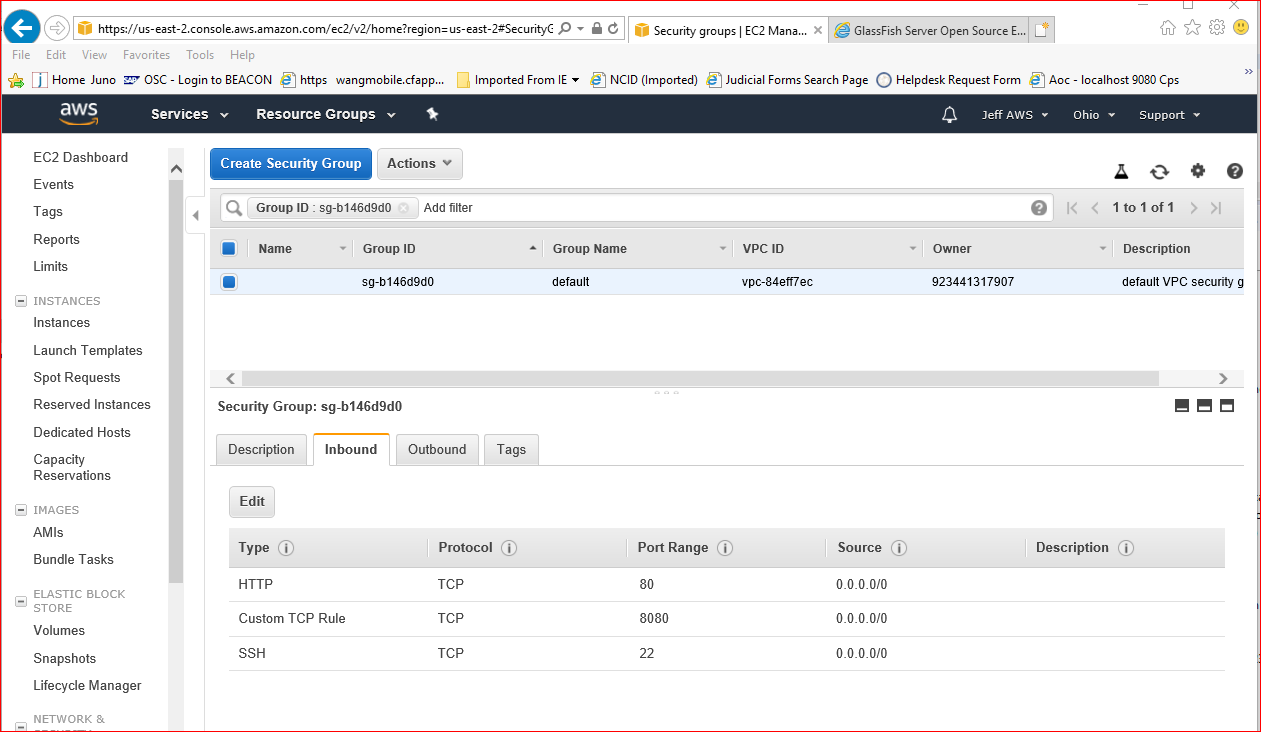 https://us-east-2.console.aws.amazon.com/ec2/v2/home?region=us-east-2#SecurityG
Security groups | EC2 Mana...
GlassFish Server Open Source E...
File Edit View Favorites Tools Help
Home Juno
OSC - Login to BEACON
https wangmobile.cfapp...
Imported From IE
NCID (Imported)
Judicial Forms Search Page
Helpdesk Request Form
Aoc - localhost 9080 Cps
aws
Services
Resource Groups
Jeff AWS
Ohio
Support
EC2 Dashboard
Events
Tags
Reports
Limits
INSTANCES
Instances
Launch Templates
Spot Requests
Reserved Instances
Dedicated Hosts
Capacity
Reservations
IMAGES
AMIs
Bundle Tasks
ELASTIC BLOCK
STORE
Volumes
Snapshots
Lifecycle Manager
NETWORK &
Create Security Group
Actions
Group ID : sg-b146d9d0
Add filter
1 to 1 of 1
Name Group ID Group Name VPC ID Owner Description
sg-b146d9d0 default vpc-84eff7ec 923441317907 default VPC security g
Security Group: sg-b146d9d0
Description Inbound Outbound Tags
Edit
Type Protocol Port Range Source Description
HTTP TCP 80 0.0.0.0/0
Custom TCP Rule TCP 8080 0.0.0.0/0
SSH TCP 22 0.0.0.0/0